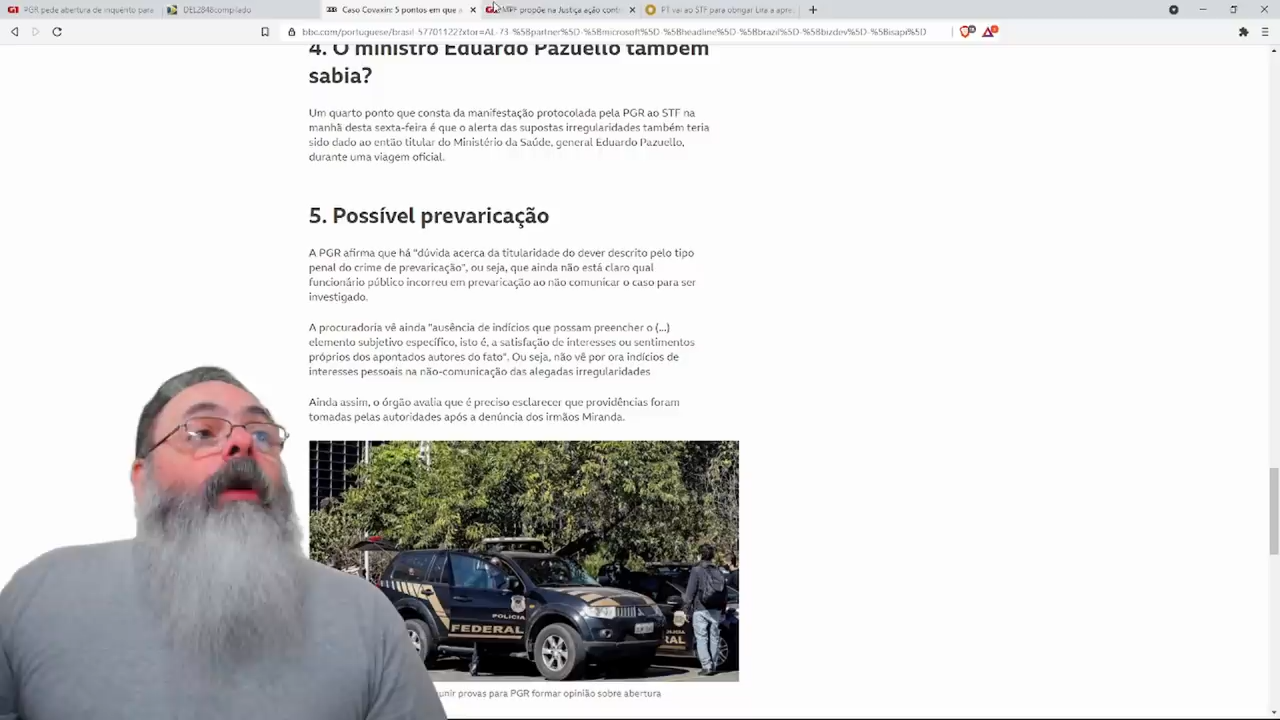 PGR pede abertura de inquérito para
DEL2848compilado
Caso Covaxin: 5 pontos em que a
MPF propõe na Justiça ação contr
PT vai ao STF para obrigar Lira a apre
bbc.com/portuguese/brasil-57701122?xtor=AL-73-%5Bpartner%5D-%5Bmicrosoft%5D-%5Bheadline%5D-%5Bbrazil%5D-%5Bbizdev%5D-%5Bisapi%5D
4. O ministro Eduardo Pazuello também
sabia?
Um quarto ponto que consta da manifestação protocolada pela PGR ao STF na
manhã desta sexta-feira é que o alerta das supostas irregularidades também teria
sido dado ao então titular do Ministério da Saúde, general Eduardo Pazuello,
durante uma viagem oficial.
5. Possível prevaricação
A PGR afirma que há "dúvida acerca da titularidade do dever descrito pelo tipo
penal do crime de prevaricação", ou seja, que ainda não está claro qual
funcionário público incorreu em prevaricação ao não comunicar o caso para ser
investigado.
A procuradoria vê ainda "ausência de indícios que possam preencher o (...)
elemento subjetivo específico, isto é, a satisfação de interesses ou sentimentos
próprios dos apontados autores do fato". Ou seja, não vê por ora indícios de
interesses pessoais na não-comunicação das alegadas irregularidades
Ainda assim, o órgão avalia que é preciso esclarecer que providências foram
tomadas pelas autoridades após a denúncia dos irmãos Miranda.
POLICIA
FEDERAL
RAL
unir provas para PGR formar opinião sobre abertura